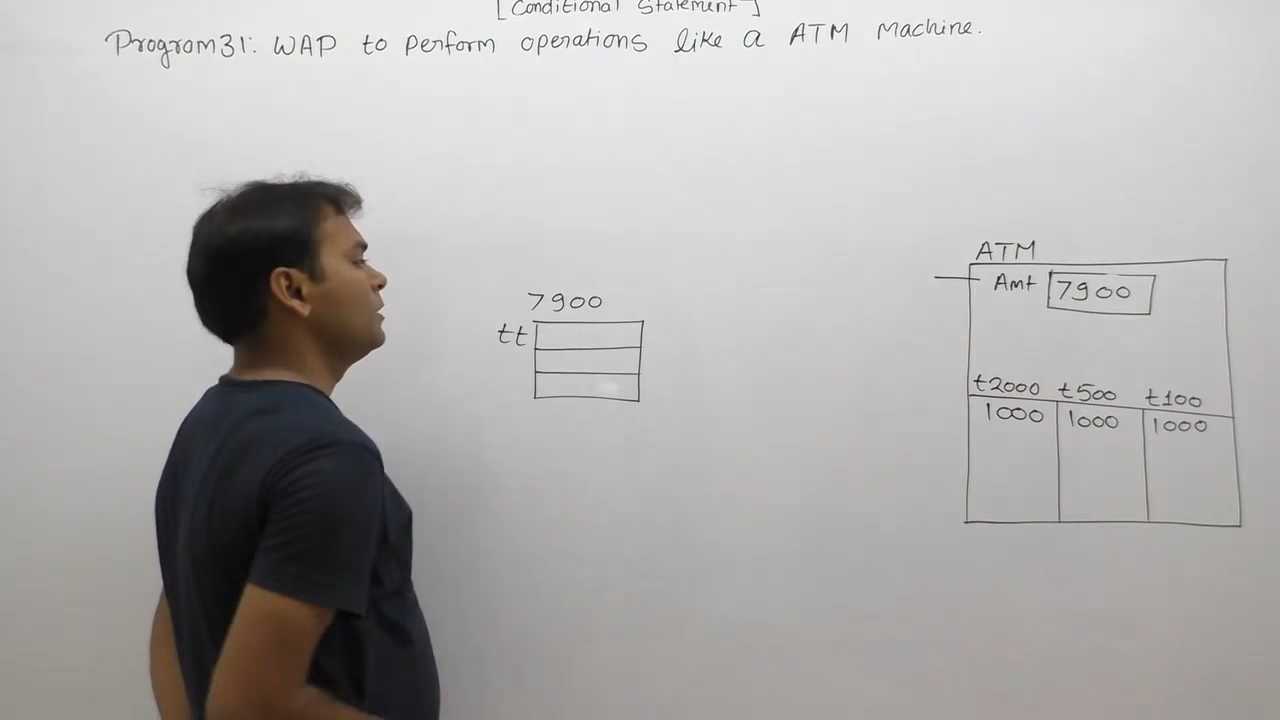 [Conditional Statement]
Program31: WAP to perform operations like a ATM Machine.
ATM
Amt 7900
7900
tt
t2000 t500 t100
1000 1000 1000